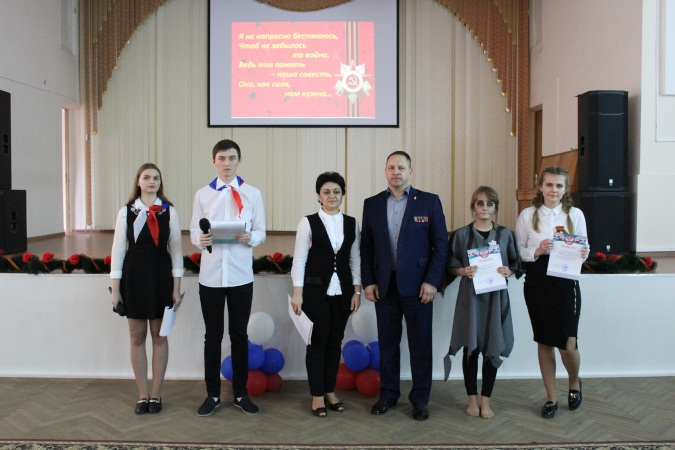 Я не напрасно беспокоюсь,
Чтоб не забылась
та война.
Ведь эта память
– наша совесть,
Она, как сила,
нам нужна...